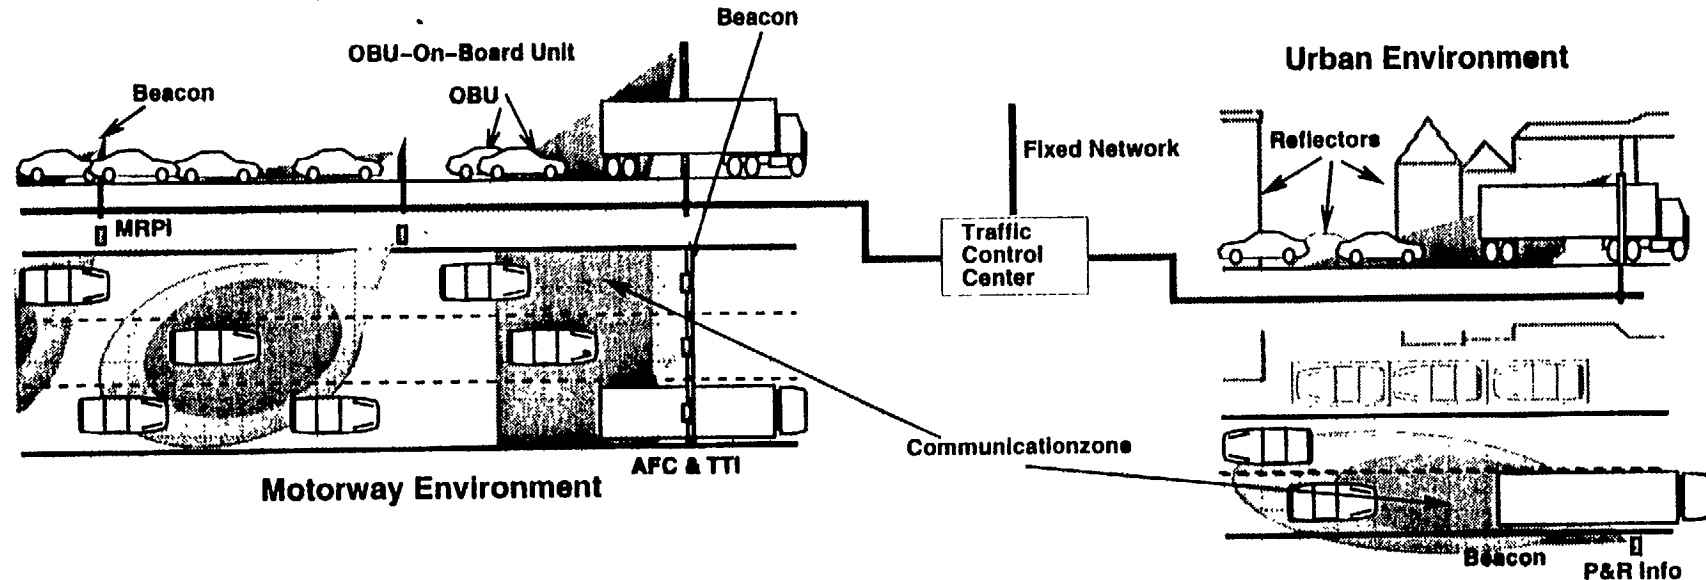 Beacon
OBU-On-Board Unit
Urban Environment
Beacon
OBU
Reflectors
Fixed Network
MRPI
Traffic
Control
Center
Communicationzone
AFC & TTI
Motorway Environment
Beacon
P&R Info